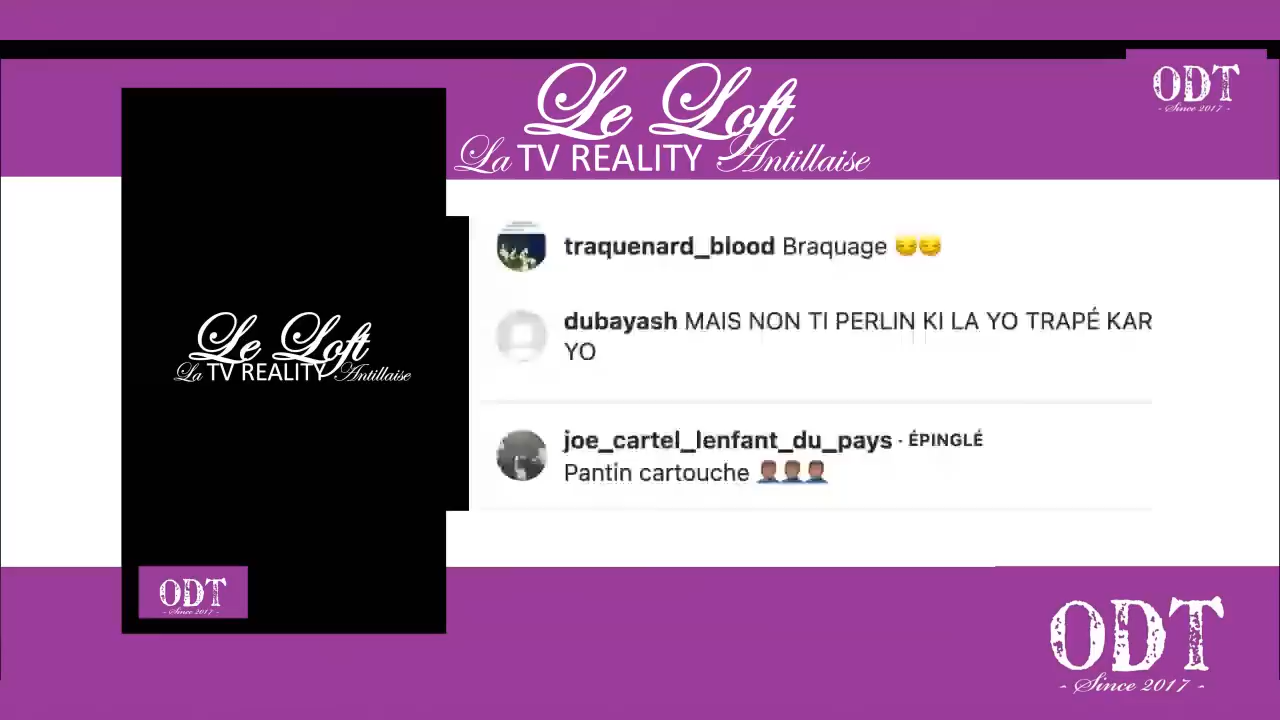 ODT
- Since 2017 -
Le Loft
La TV REALITY Antillaise
traquenard_blood Braquage 😏😏
dubayash MAIS NON TI PERLIN KI LA YO TRAPÉ KAR
YO
joe_cartel_lenfant_du_pays · ÉPINGLÉ
Pantin cartouche
Le Loft
La TV REALITY Antillaise
ODT
- Since 2017 -
ODT
- Since 2017 -